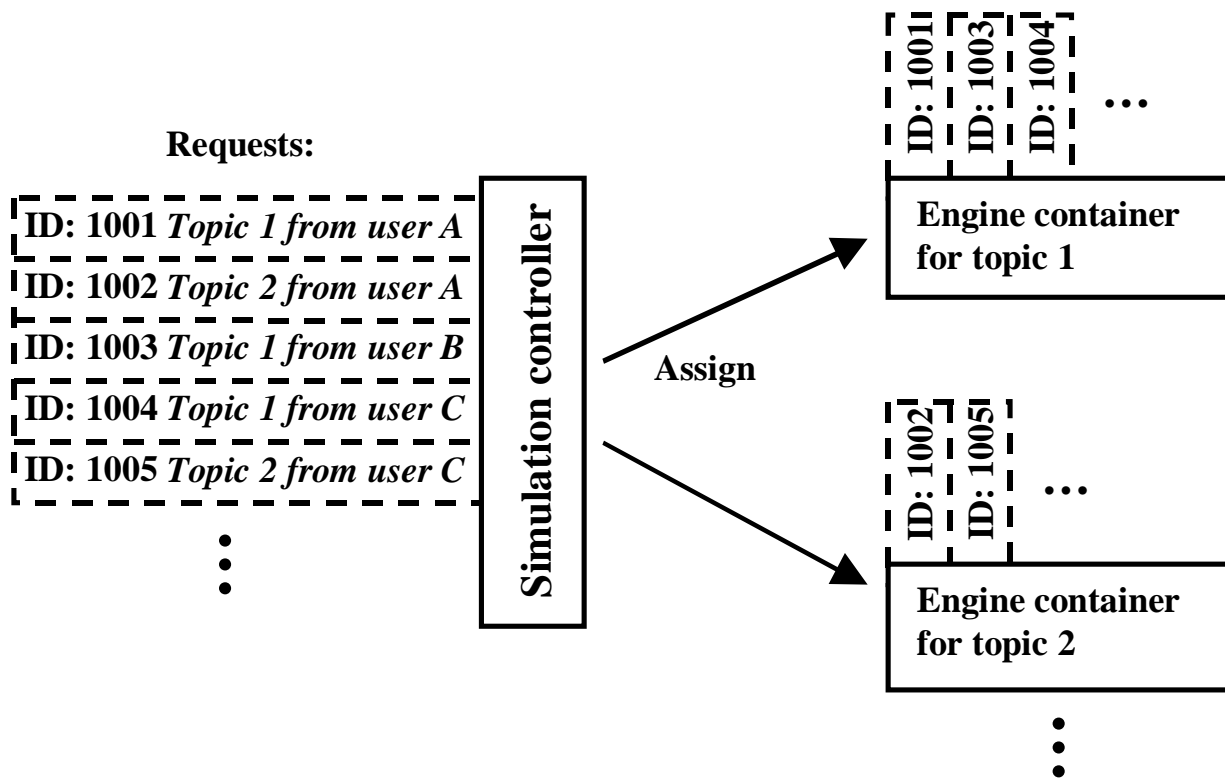 Requests:
ID: 1001 Topic 1 from user A
ID: 1002 Topic 2 from user A
ID: 1003 Topic 1 from user B
ID: 1004 Topic 1 from user C
ID: 1005 Topic 2 from user C
Simulation controller
Assign
ID: 1001
ID: 1003
ID: 1004
...
Engine container
for topic 1
ID: 1002
ID: 1005
...
Engine container
for topic 2